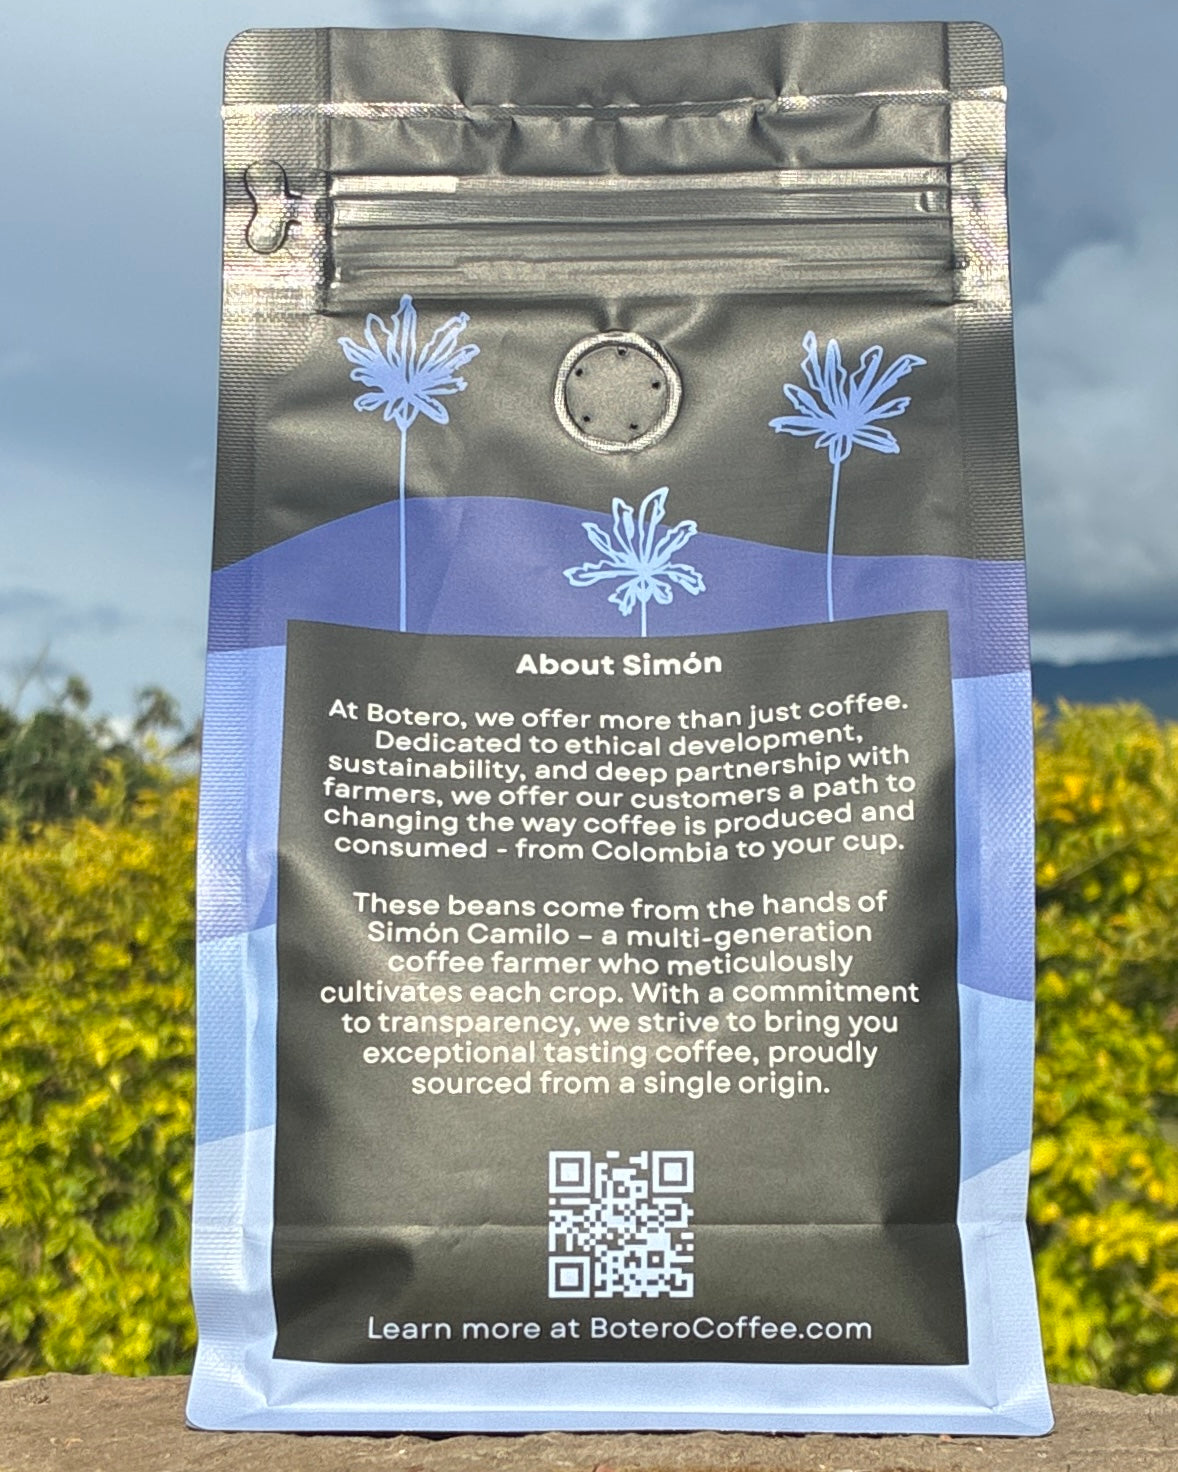 About Simón
At Botero, we offer more than just coffee.
Dedicated to ethical development,
sustainability, and deep partnership with
farmers, we offer our customers a path to
changing the way coffee is produced and
consumed - from Colombia to your cup.
These beans come from the hands of
Simón Camilo – a multi-generation
coffee farmer who meticulously
cultivates each crop. With a commitment
to transparency, we strive to bring you
exceptional tasting coffee, proudly
sourced from a single origin.
Learn more at BoteroCoffee.com